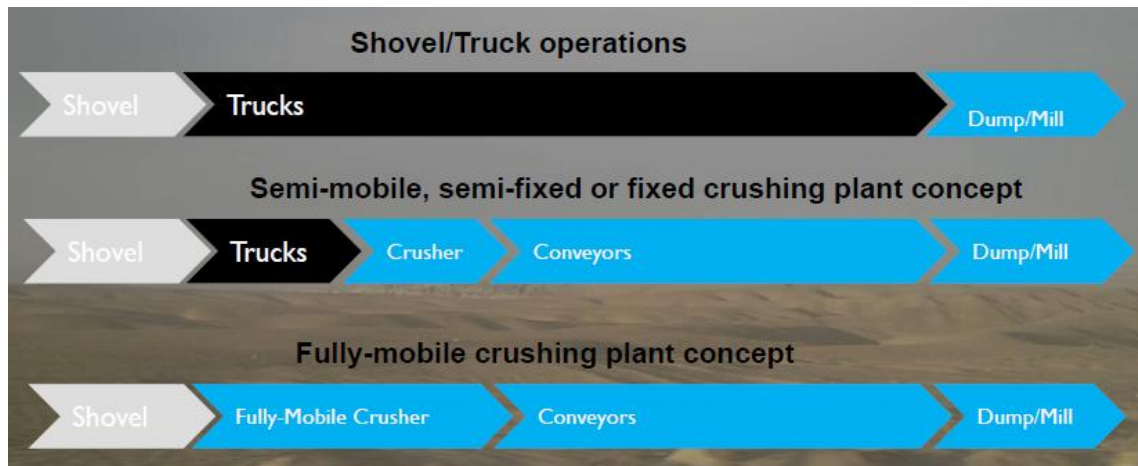 Shovel/Truck operations
Shovel Trucks Dump/Mill
Semi-mobile, semi-fixed or fixed crushing plant concept
Shovel Trucks Crusher Conveyors Dump/Mill
Fully-mobile crushing plant concept
Shovel Fully-Mobile Crusher Conveyors Dump/Mill